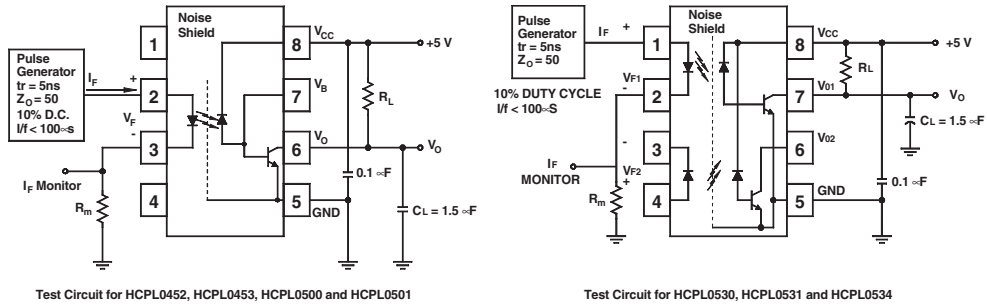 Noise
Shield
1
2
3
4
8
7
6
5
VCC
VB
VO
GND
Pulse
Generator
tr = 5ns
ZO = 50
10% D.C.
I/f < 100∝s
IF
+
VF
-
IF Monitor
Rm
+5 V
RL
VO
0.1 ∝F
CL = 1.5 ∝F
Test Circuit for HCPL0452, HCPL0453, HCPL0500 and HCPL0501
Pulse
Generator
tr = 5ns
ZO = 50
IF
+
Noise
Shield
1
2
3
4
8
7
6
5
VCC
V01
V02
GND
VF1
-
10% DUTY CYCLE
I/f < 100∝S
-
VF2
+
IF
MONITOR
Rm
+5 V
RL
VO
CL = 1.5 ∝F
0.1 ∝F
Test Circuit for HCPL0530, HCPL0531 and HCPL0534